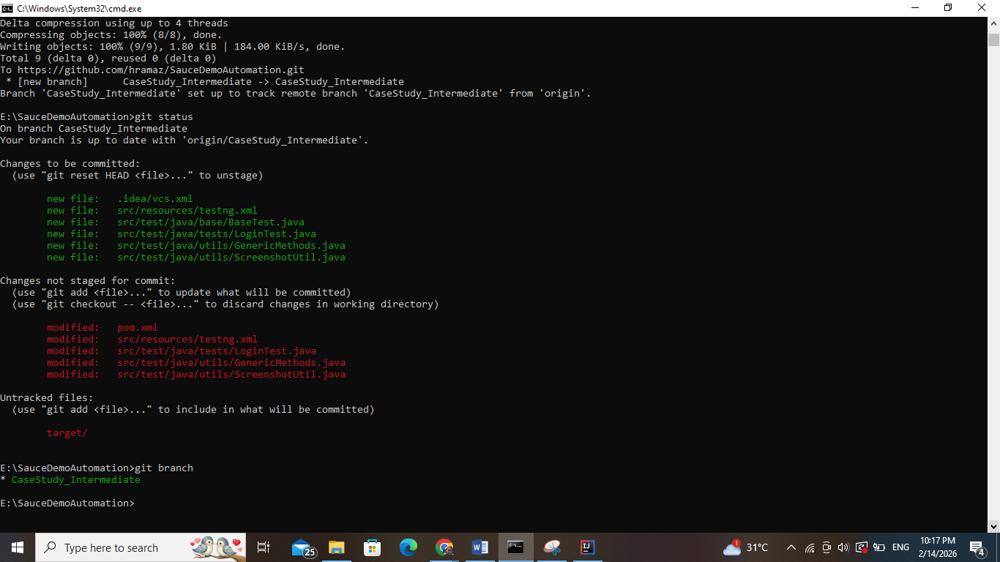 C:\Windows\System32\cmd.exe
Delta compression using up to 4 threads
Compressing objects: 100% (8/8), done.
Writing objects: 100% (9/9), 1.80 KiB | 184.00 KiB/s, done.
Total 9 (delta 0), reused 0 (delta 0)
To https://github.com/hramaz/SauceDemoAutomation.git
 * [new branch]      CaseStudy_Intermediate -> CaseStudy_Intermediate
Branch 'CaseStudy_Intermediate' set up to track remote branch 'CaseStudy_Intermediate' from 'origin'.
E:\SauceDemoAutomation>git status
On branch CaseStudy_Intermediate
Your branch is up to date with 'origin/CaseStudy_Intermediate'.
Changes to be committed:
  (use "git reset HEAD <file>..." to unstage)
        new file:   .idea/vcs.xml
        new file:   src/resources/testng.xml
        new file:   src/test/java/base/BaseTest.java
        new file:   src/test/java/tests/LoginTest.java
        new file:   src/test/java/utils/GenericMethods.java
        new file:   src/test/java/utils/ScreenshotUtil.java
Changes not staged for commit:
  (use "git add <file>..." to update what will be committed)
  (use "git checkout -- <file>..." to discard changes in working directory)
        modified:   pom.xml
        modified:   src/resources/testng.xml
        modified:   src/test/java/tests/LoginTest.java
        modified:   src/test/java/utils/GenericMethods.java
        modified:   src/test/java/utils/ScreenshotUtil.java
Untracked files:
  (use "git add <file>..." to include in what will be committed)
        target/
E:\SauceDemoAutomation>git branch
* CaseStudy_Intermediate
E:\SauceDemoAutomation>
Type here to search
25
1
31°C
ENG
10:17 PM
2/14/2026
4